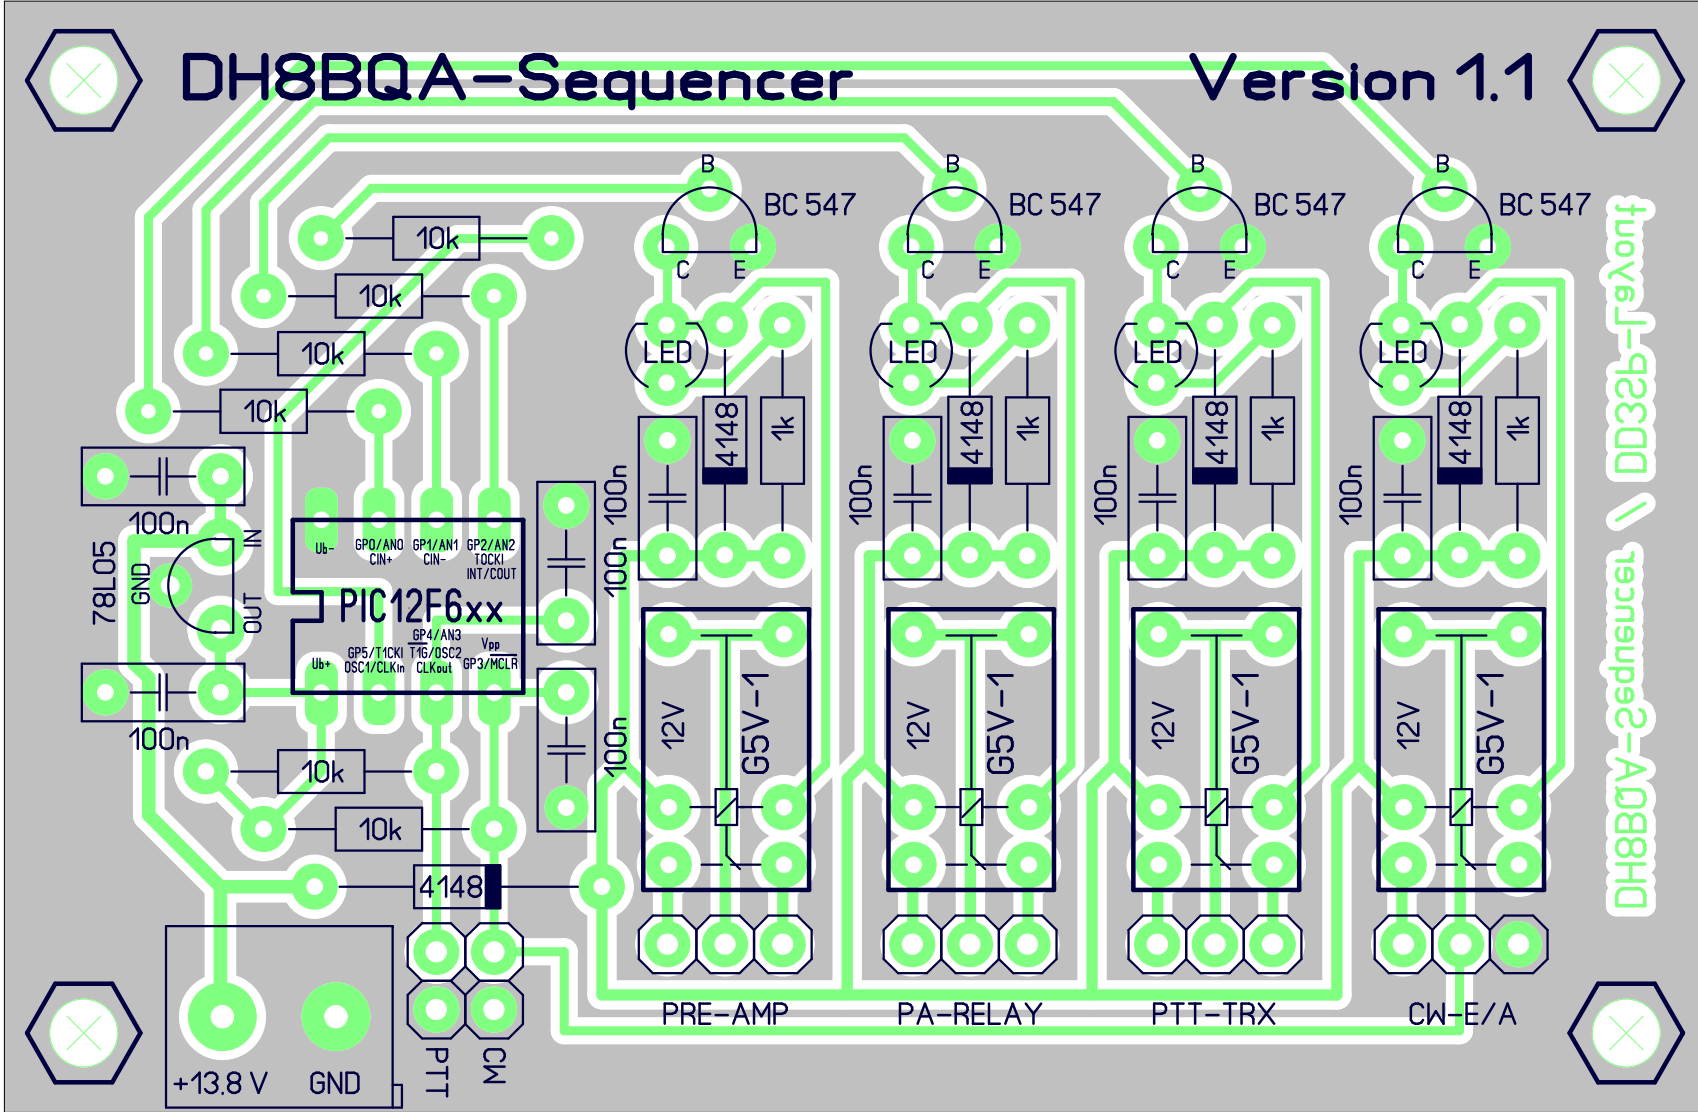 DH8BQA-Sequencer
Version 1.1
B
BC 547
C
E
B
BC 547
C
E
B
BC 547
C
E
B
BC 547
C
E
10k
10k
10k
10k
LED
LED
LED
LED
4148
1k
4148
1k
4148
1k
4148
1k
100n
100n
100n
100n
100n
78L05
GND
IN
OUT
100n
Ub-
GP0/AN0
CIN+
GP1/AN1
CIN-
GP2/AN2
T0CKI
INT/COUT
PIC12F6xx
Ub+
GP5/T1CKI
OSC1/CLKin
GP4/AN3
T1G/OSC2
CLKout
Vpp
GP3/MCLR
100n
100n
10k
10k
4148
12V
G5V-1
12V
G5V-1
12V
G5V-1
12V
G5V-1
PRE-AMP
PA-RELAY
PTT-TRX
CW-E/A
PTT
CW
+13.8 V
GND
DH8BQA-Sequencer / DD3SP-Layout